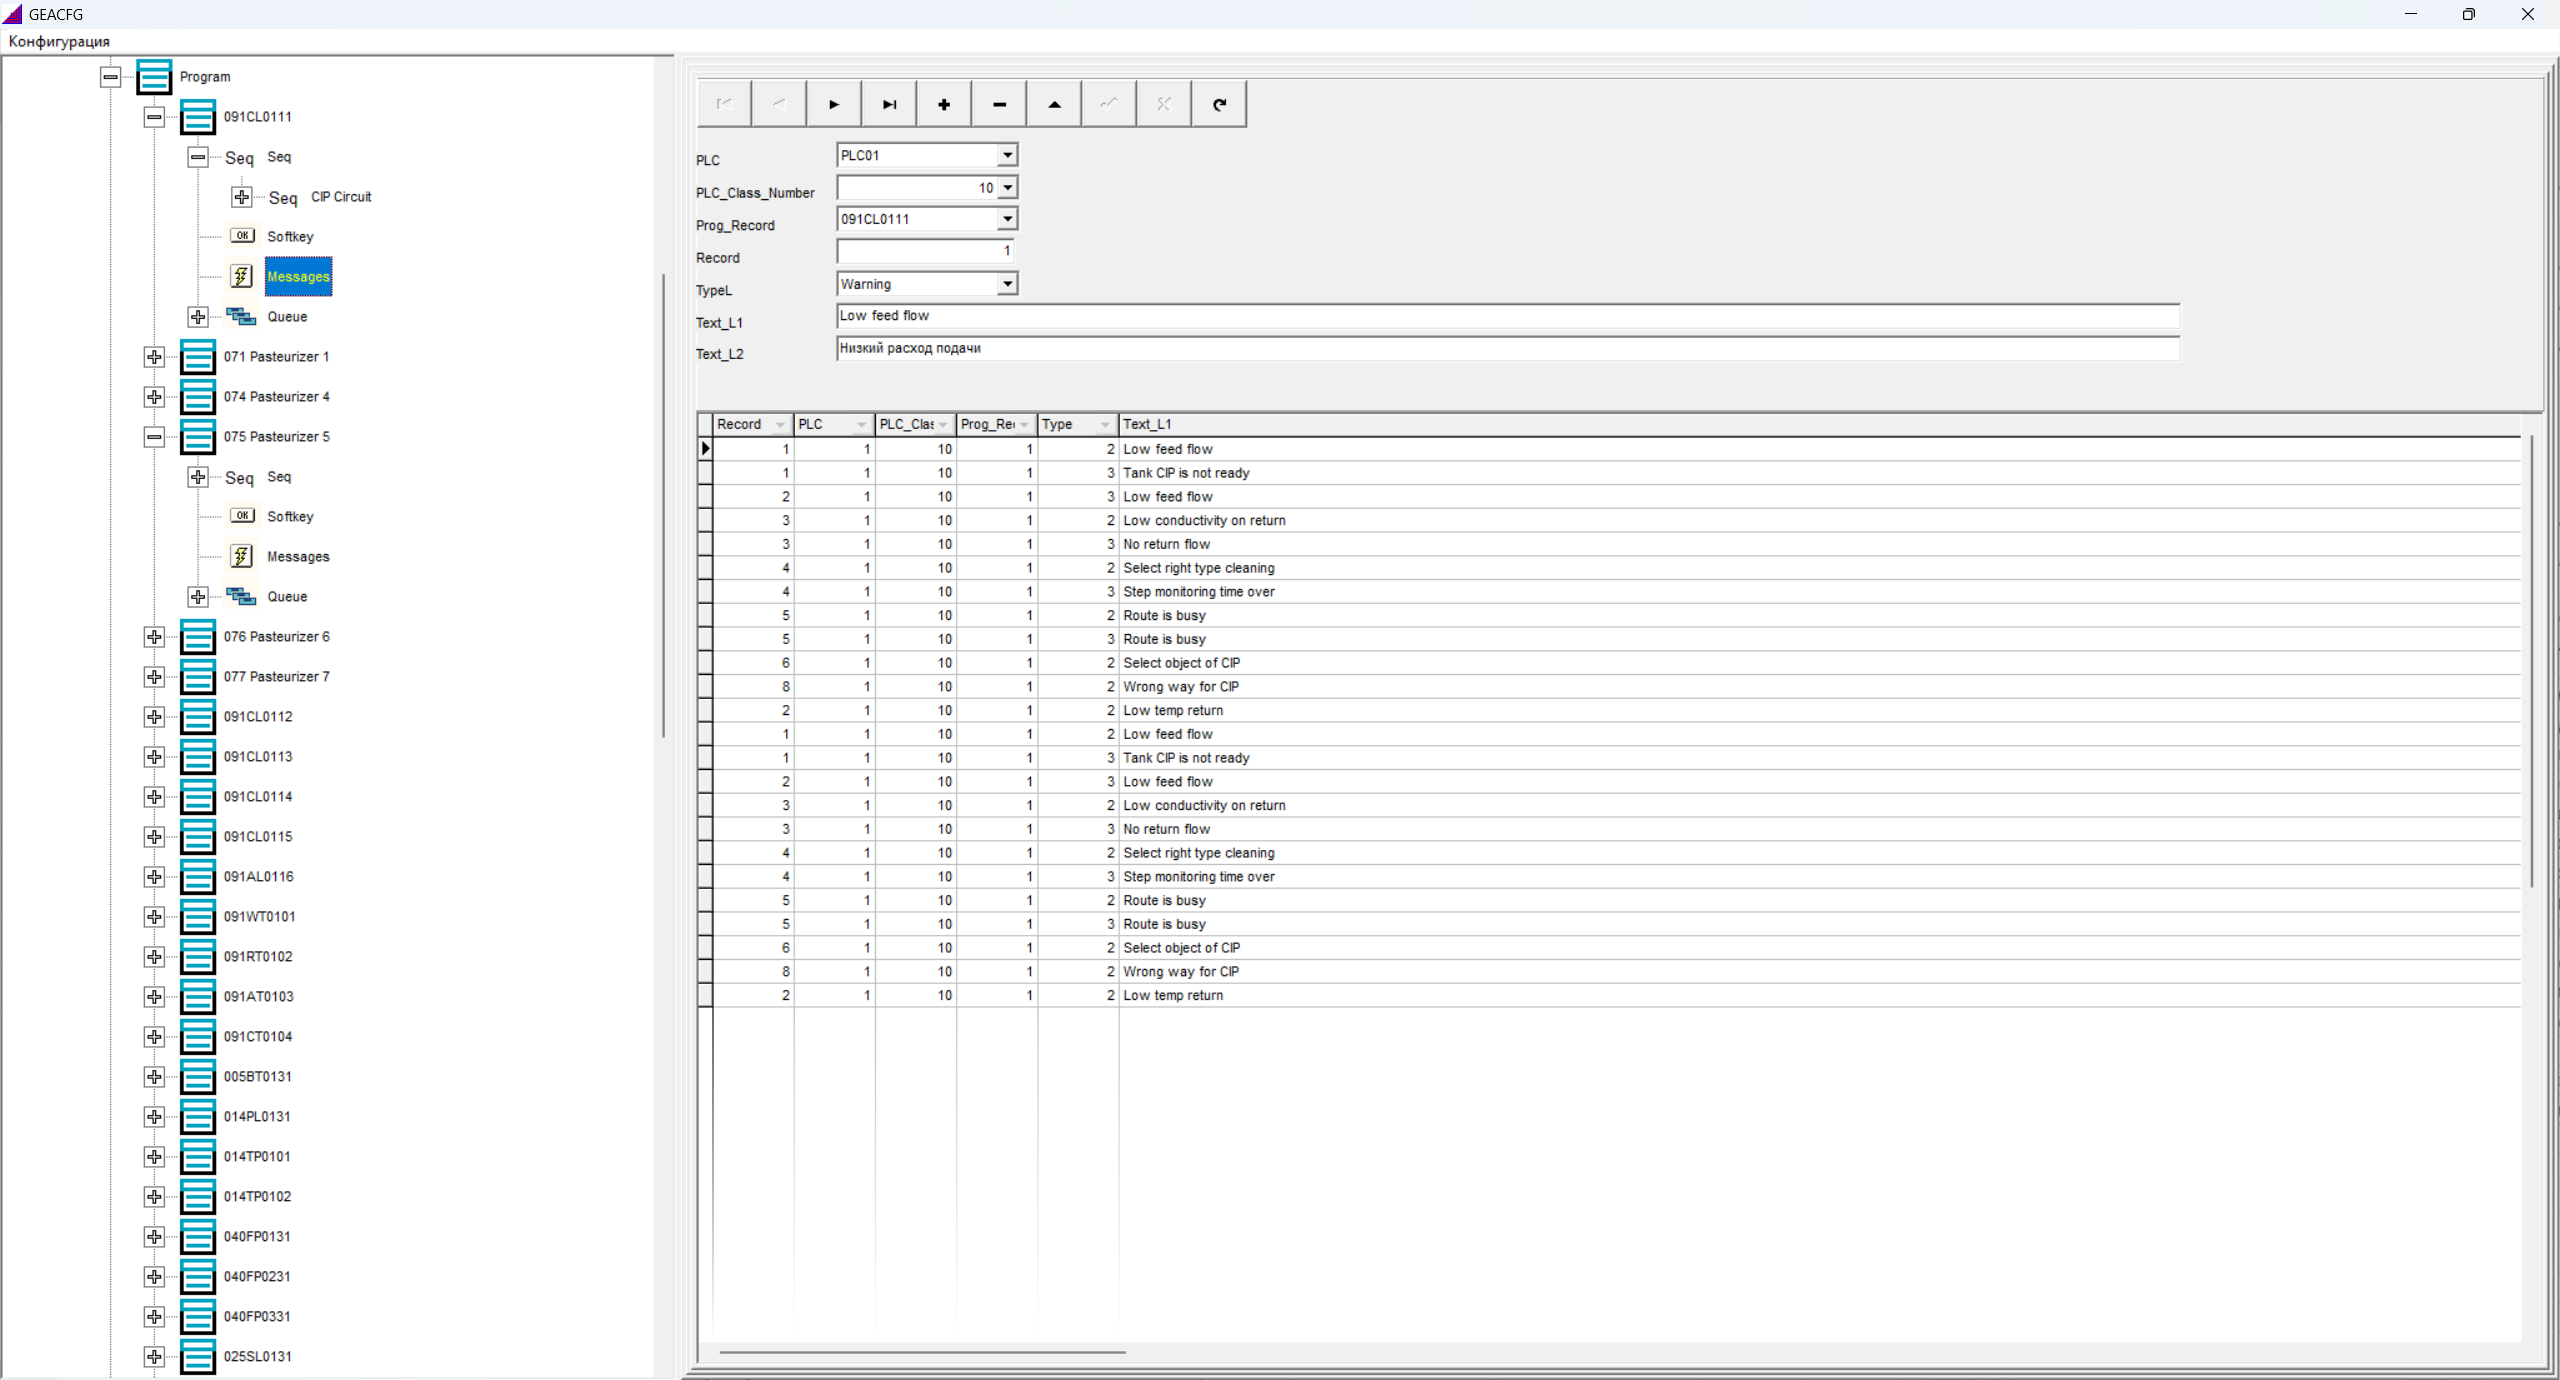 GEACFG
Конфигурация
Program
091CL0111
Seq Seq
Seq CIP Circuit
OK Softkey
Messages
Queue
071 Pasteurizer 1
074 Pasteurizer 4
075 Pasteurizer 5
Seq Seq
OK Softkey
Messages
Queue
076 Pasteurizer 6
077 Pasteurizer 7
091CL0112
091CL0113
091CL0114
091CL0115
091AL0116
091WT0101
091RT0102
091AT0103
091CT0104
005BT0131
014PL0131
014TP0101
014TP0102
040FP0131
040FP0231
040FP0331
025SL0131
PLC PLC01
PLC_Class_Number 10
Prog_Record 091CL0111
Record 1
TypeL Warning
Text_L1 Low feed flow
Text_L2 Низкий расход подачи
Record PLC PLC_Clas Prog_Re Type Text_L1
1 1 10 1 2 Low feed flow
1 1 10 1 3 Tank CIP is not ready
2 1 10 1 3 Low feed flow
3 1 10 1 2 Low conductivity on return
3 1 10 1 3 No return flow
4 1 10 1 2 Select right type cleaning
4 1 10 1 3 Step monitoring time over
5 1 10 1 2 Route is busy
5 1 10 1 3 Route is busy
6 1 10 1 2 Select object of CIP
8 1 10 1 2 Wrong way for CIP
2 1 10 1 2 Low temp return
1 1 10 1 2 Low feed flow
1 1 10 1 3 Tank CIP is not ready
2 1 10 1 3 Low feed flow
3 1 10 1 2 Low conductivity on return
3 1 10 1 3 No return flow
4 1 10 1 2 Select right type cleaning
4 1 10 1 3 Step monitoring time over
5 1 10 1 2 Route is busy
5 1 10 1 3 Route is busy
6 1 10 1 2 Select object of CIP
8 1 10 1 2 Wrong way for CIP
2 1 10 1 2 Low temp return